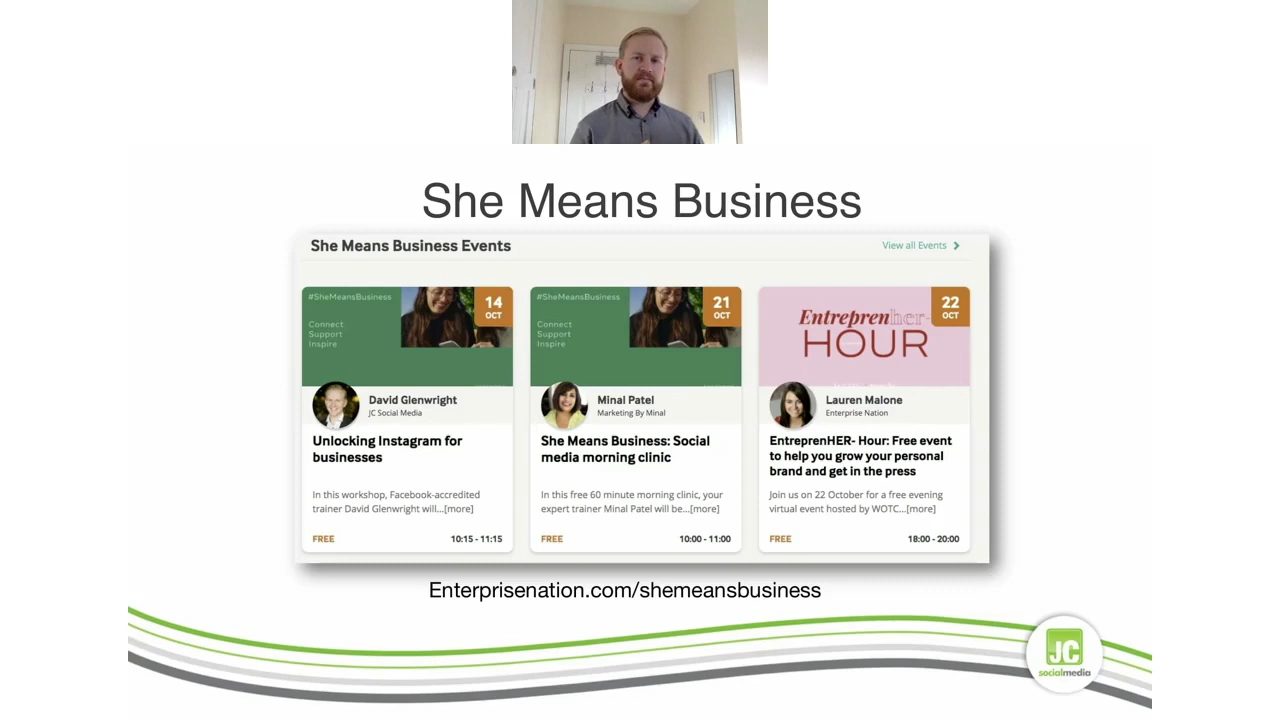 She Means Business
She Means Business Events
View all Events
#SheMeansBusiness
Connect
Support
Inspire
14
OCT
David Glenwright
JC Social Media
Unlocking Instagram for
businesses
In this workshop, Facebook-accredited
trainer David Glenwright will...[more]
FREE
10:15 - 11:15
#SheMeansBusiness
Connect
Support
Inspire
21
OCT
Minal Patel
Marketing By Minal
She Means Business: Social
media morning clinic
In this free 60 minute morning clinic, your
expert trainer Minal Patel will be...[more]
FREE
10:00 - 11:00
Entreprenher-
HOUR
22
OCT
Lauren Malone
Enterprise Nation
EntreprenHER- Hour: Free event
to help you grow your personal
brand and get in the press
Join us on 22 October for a free evening
virtual event hosted by WOTC...[more]
FREE
18:00 - 20:00
Enterprisenation.com/shemeansbusiness
JC
socialmedia